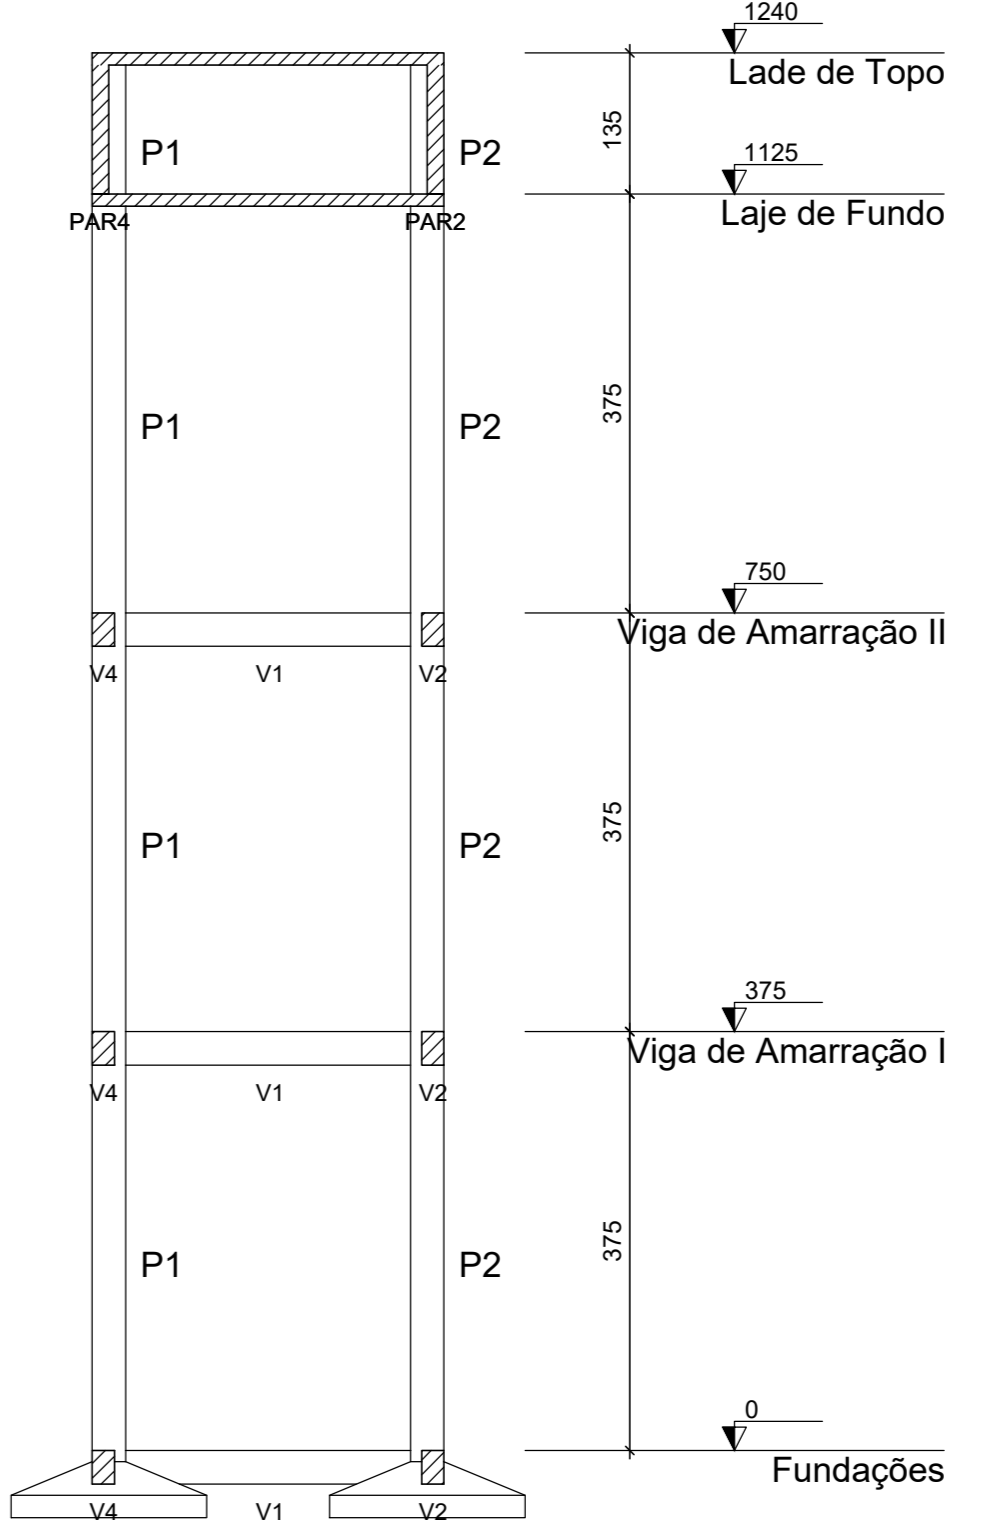 1240
Lade de Topo
135
P1
P2
1125
Laje de Fundo
PAR4
PAR2
375
P1
P2
750
Viga de Amarração II
V4
V1
V2
375
P1
P2
375
Viga de Amarração I
V4
V1
V2
375
P1
P2
0
Fundações
V4
V1
V2